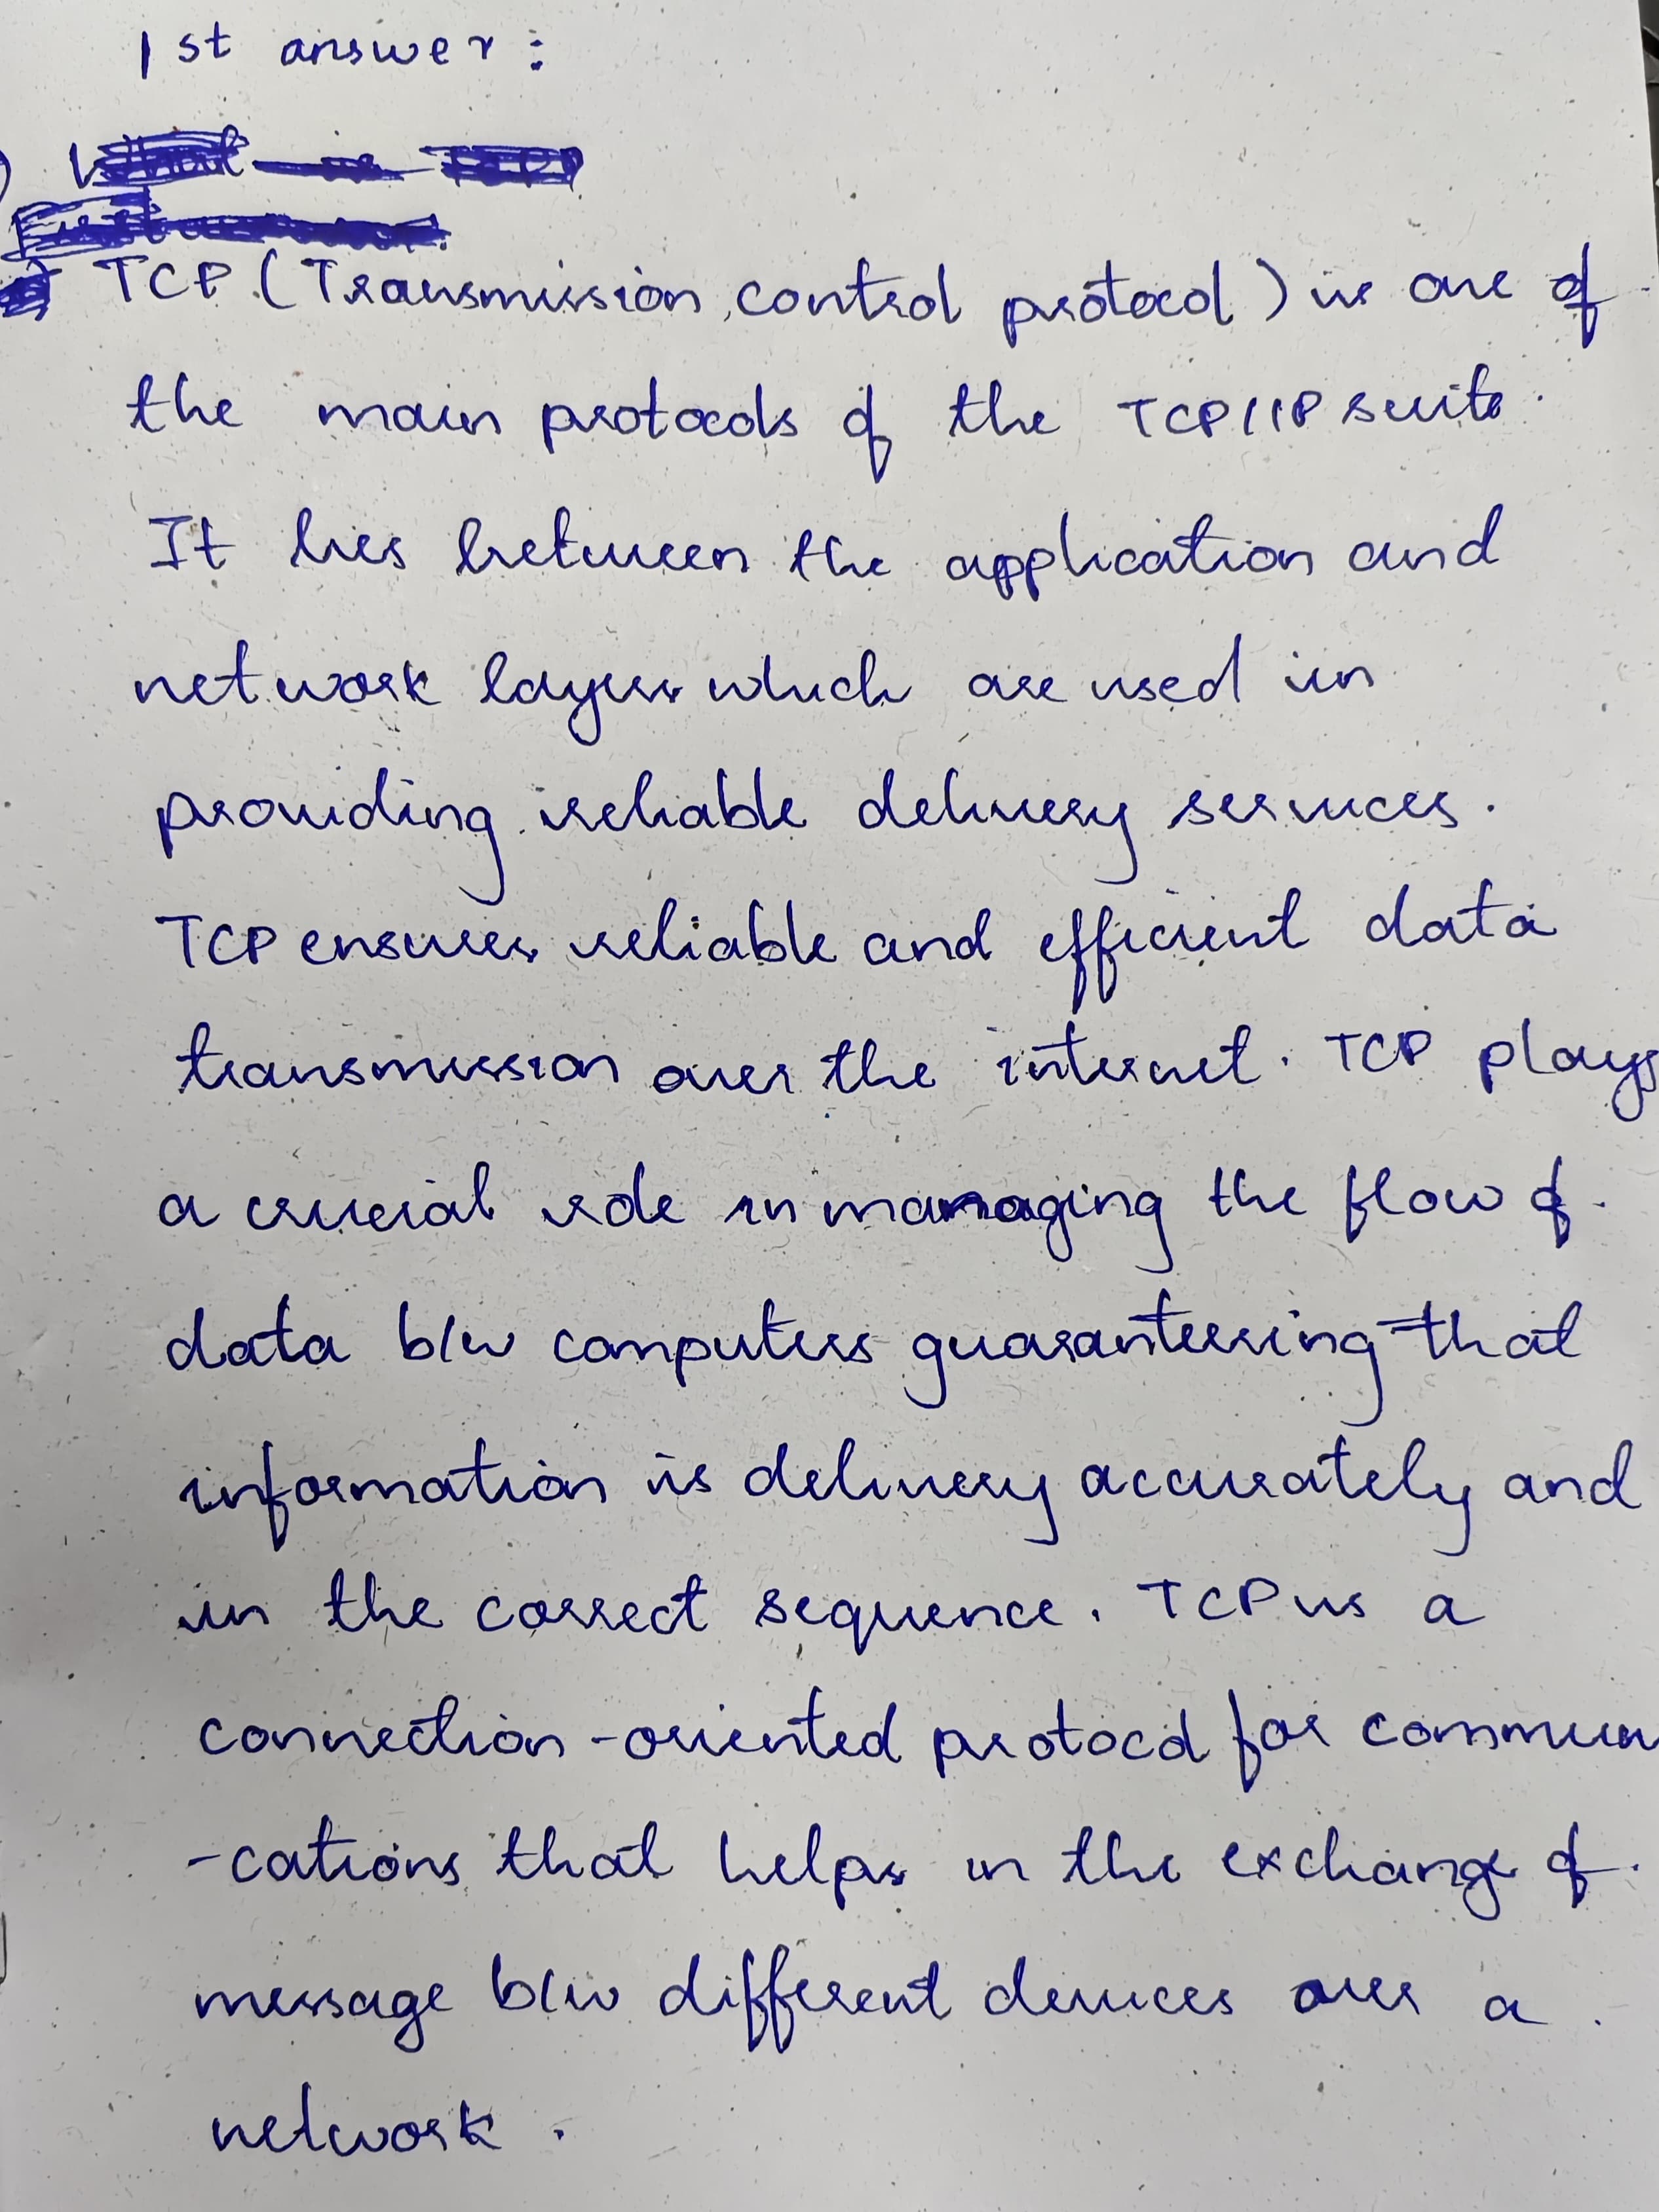 1st answer :
TCP (Transmission control protocol) is one of
the main protocols of the TCP/IP suite.
It lies between the application and
network layers which are used in
providing reliable delivery services.
TCP ensures reliable and efficient data
transmission over the internet. TCP plays
a crucial role in managing the flow of
data b/w computers guaranteering that
information is delivery accurately and
in the correct sequence. TCP is a
connection-oriented protocol for commun
-cations that helps in the exchange of
message b/w different devices over a
network.